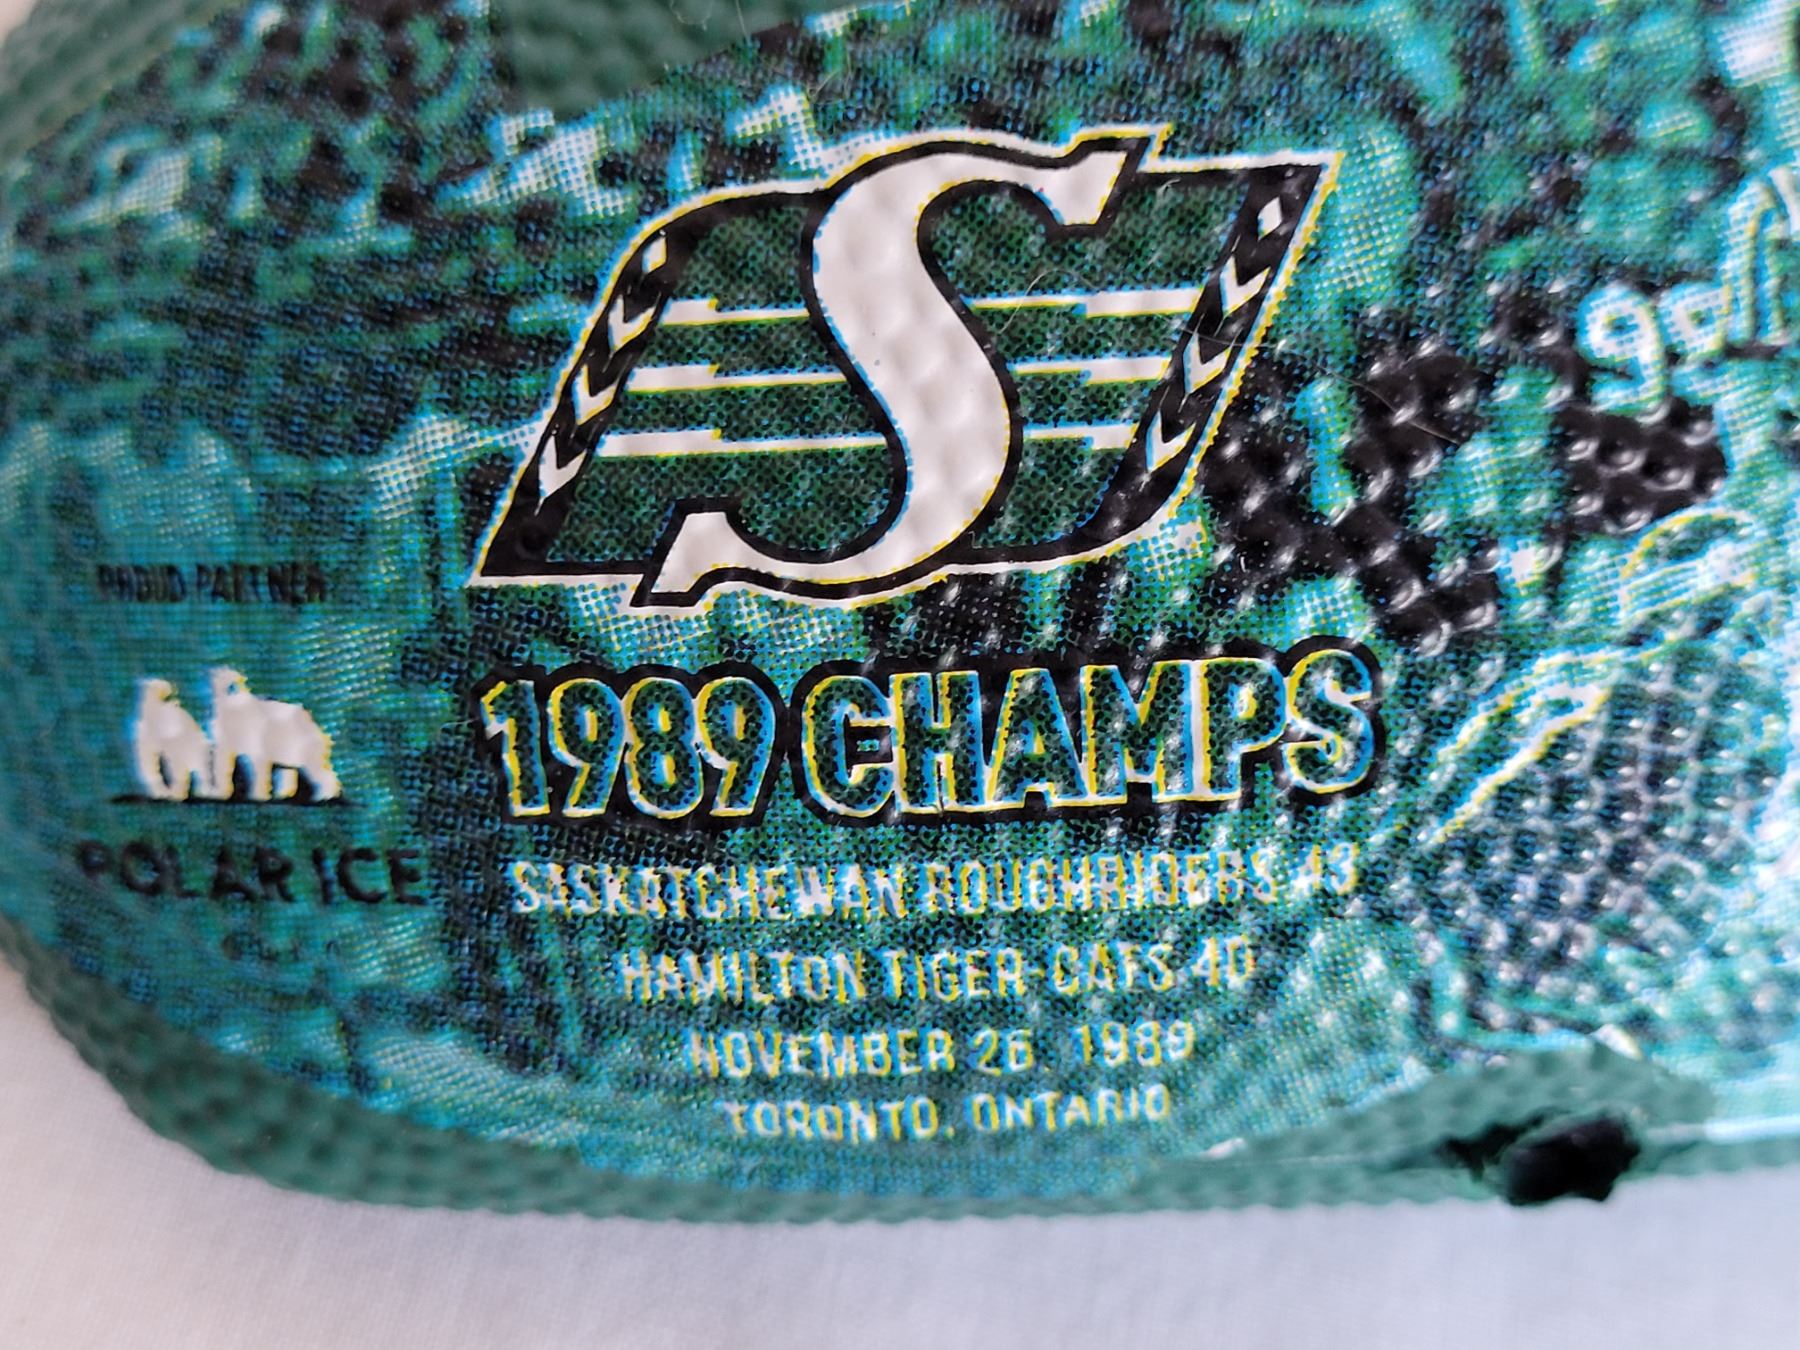 S
PROUD PARTNER
1989 CHAMPS
POLAR ICE
SASKATCHEWAN ROUGHRIDERS 43
HAMILTON TIGER-CATS 40
NOVEMBER 26, 1989
TORONTO, ONTARIO